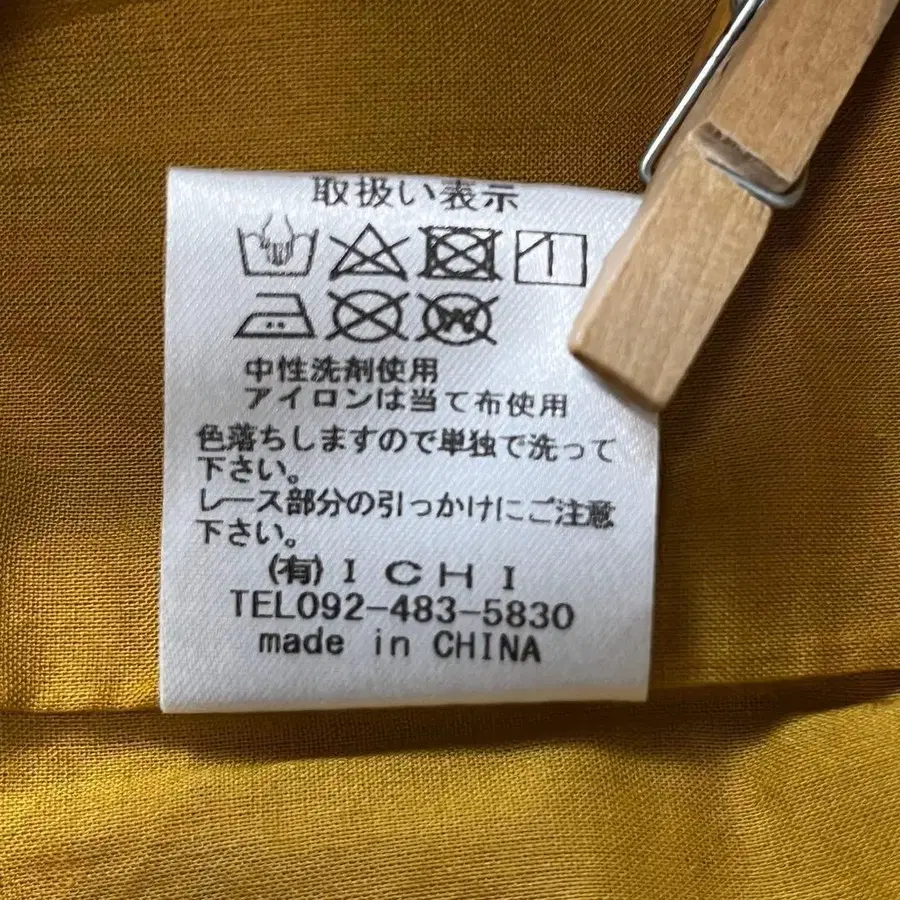 取扱い表示
中性洗剤使用
アイロンは当て布使用
色落ちしますので単独で洗って
下さい。
レース部分の引っかけにご注意
下さい。
(有)ICHI
TEL092-483-5830
made in CHINA